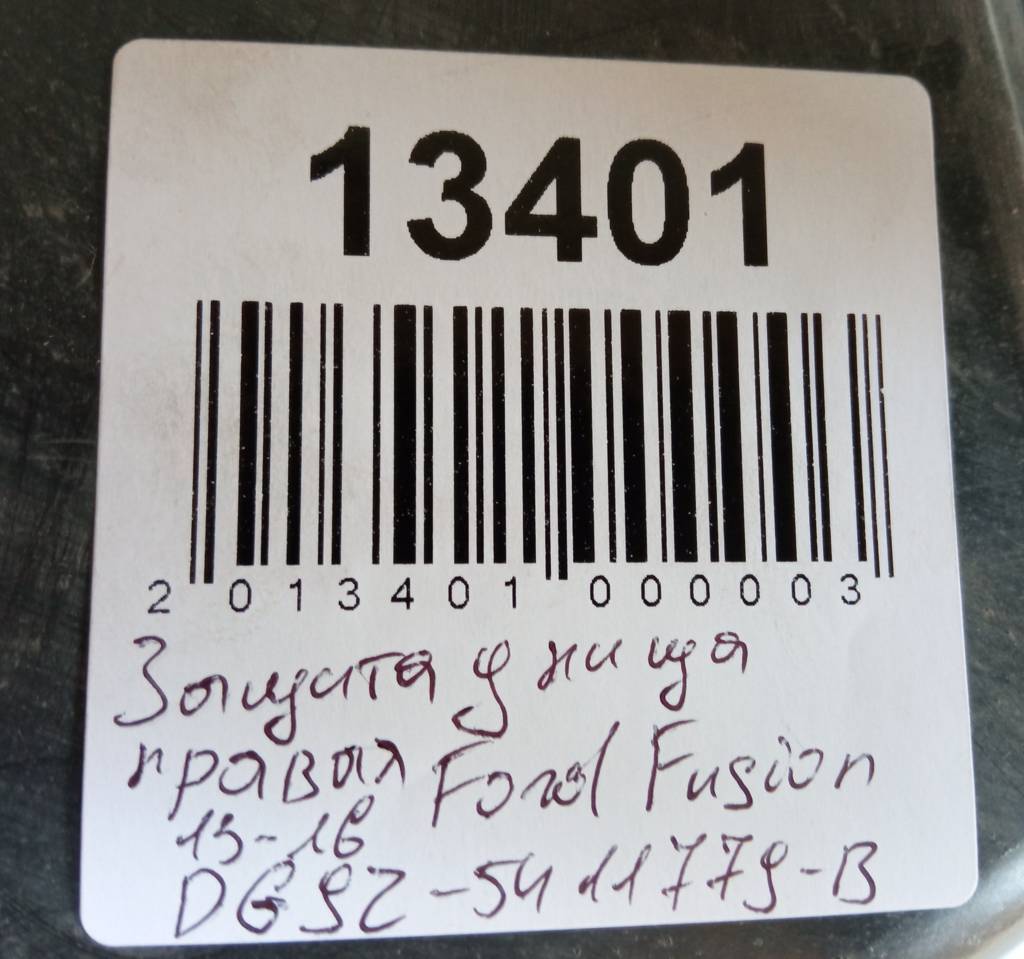 13401
2 013401 000003
Защита днища
правая Ford Fusion
13-16
DG9Z-5411779-B